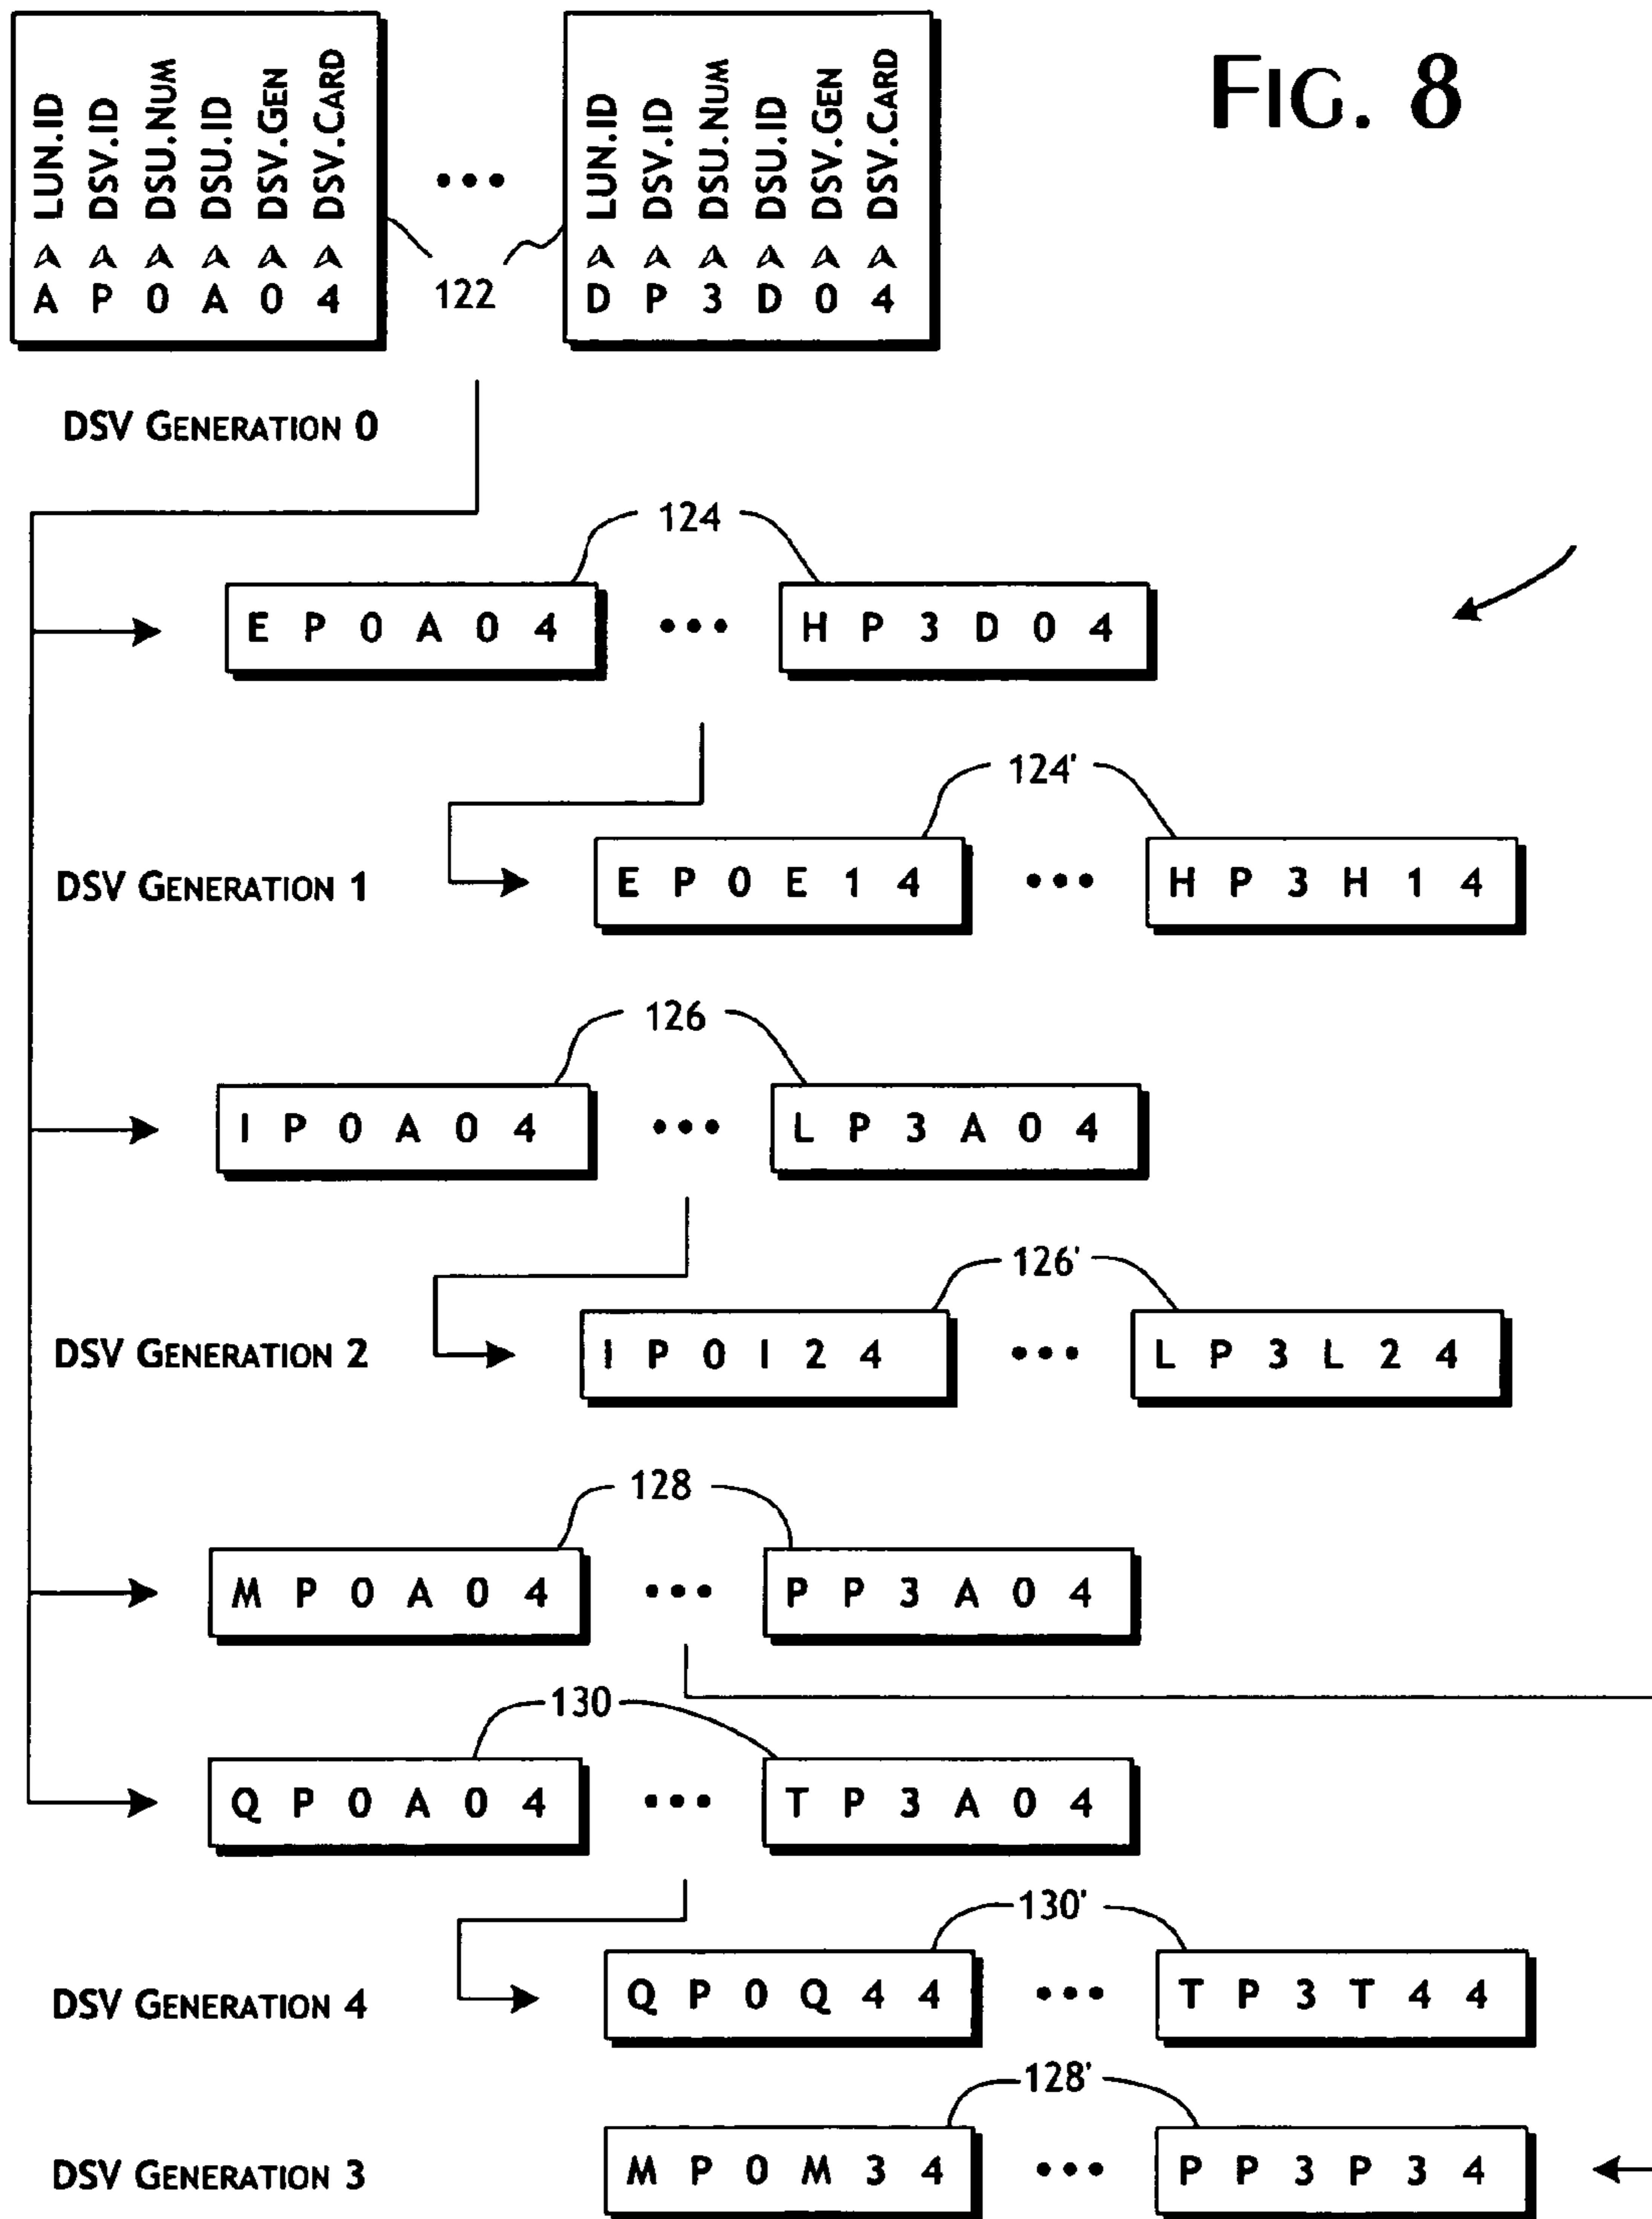 FIG. 8
LUN.ID
DSV.ID
DSU.NUM
DSU.ID
DSV.GEN
DSV.CARD
A P 0 A 0 4
•••
122
LUN.ID
DSV.ID
DSU.NUM
DSU.ID
DSV.GEN
DSV.CARD
D P 3 D 0 4
DSV GENERATION 0
124
E P 0 A 0 4 ••• H P 3 D 0 4
124'
DSV GENERATION 1
E P 0 E 1 4 ••• H P 3 H 1 4
126
I P 0 A 0 4 ••• L P 3 A 0 4
126'
DSV GENERATION 2
I P 0 I 2 4 ••• L P 3 L 2 4
128
M P 0 A 0 4 ••• P P 3 A 0 4
130
Q P 0 A 0 4 ••• T P 3 A 0 4
130'
DSV GENERATION 4
Q P 0 Q 4 4 ••• T P 3 T 4 4
128'
DSV GENERATION 3
M P 0 M 3 4 ••• P P 3 P 3 4